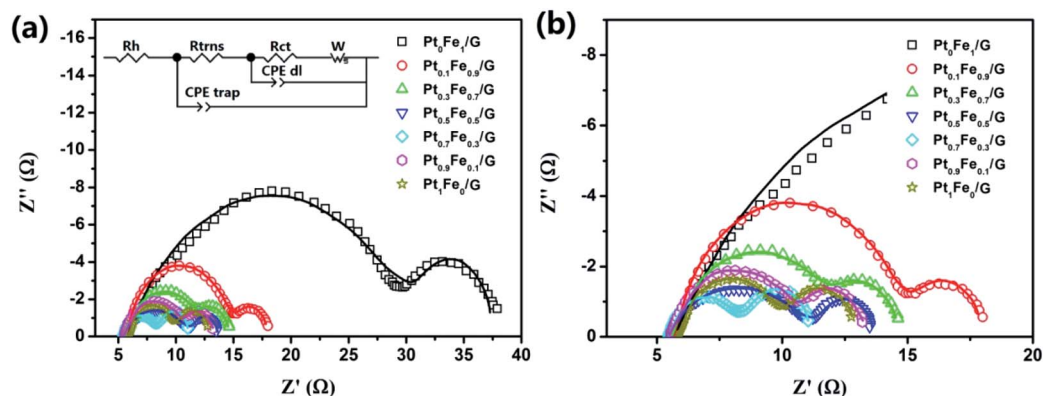 (a)
-16
-14
-12
-10
-8
-6
-4
-2
0
Z'' (Ω)
5 10 15 20 25 30 35 40
Z' (Ω)
Rh Rtrns Rct W
s
CPE dl
CPE trap
Pt0Fe1/G
Pt0.1Fe0.9/G
Pt0.3Fe0.7/G
Pt0.5Fe0.5/G
Pt0.7Fe0.3/G
Pt0.9Fe0.1/G
Pt1Fe0/G
(b)
-8
-6
-4
-2
0
Z'' (Ω)
5 10 15 20
Z' (Ω)
Pt0Fe1/G
Pt0.1Fe0.9/G
Pt0.3Fe0.7/G
Pt0.5Fe0.5/G
Pt0.7Fe0.3/G
Pt0.9Fe0.1/G
Pt1Fe0/G